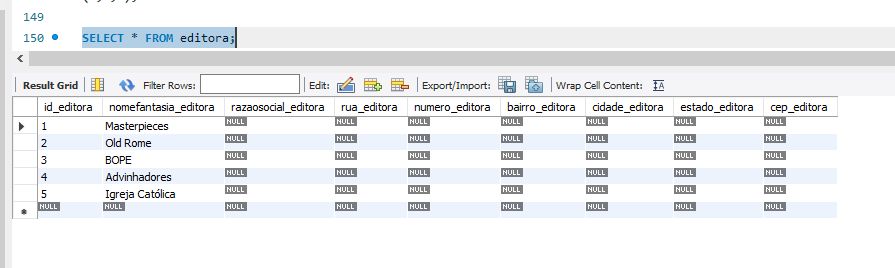 149
150 SELECT * FROM editora;
Result Grid Filter Rows: Edit: Export/Import: Wrap Cell Content:
id_editora nomefantasia_editora razaosocial_editora rua_editora numero_editora bairro_editora cidade_editora estado_editora cep_editora
1 Masterpieces NULL NULL NULL NULL NULL NULL NULL
2 Old Rome NULL NULL NULL NULL NULL NULL NULL
3 BOPE NULL NULL NULL NULL NULL NULL NULL
4 Advinhadores NULL NULL NULL NULL NULL NULL NULL
5 Igreja Católica NULL NULL NULL NULL NULL NULL NULL
NULL NULL NULL NULL NULL NULL NULL NULL NULL